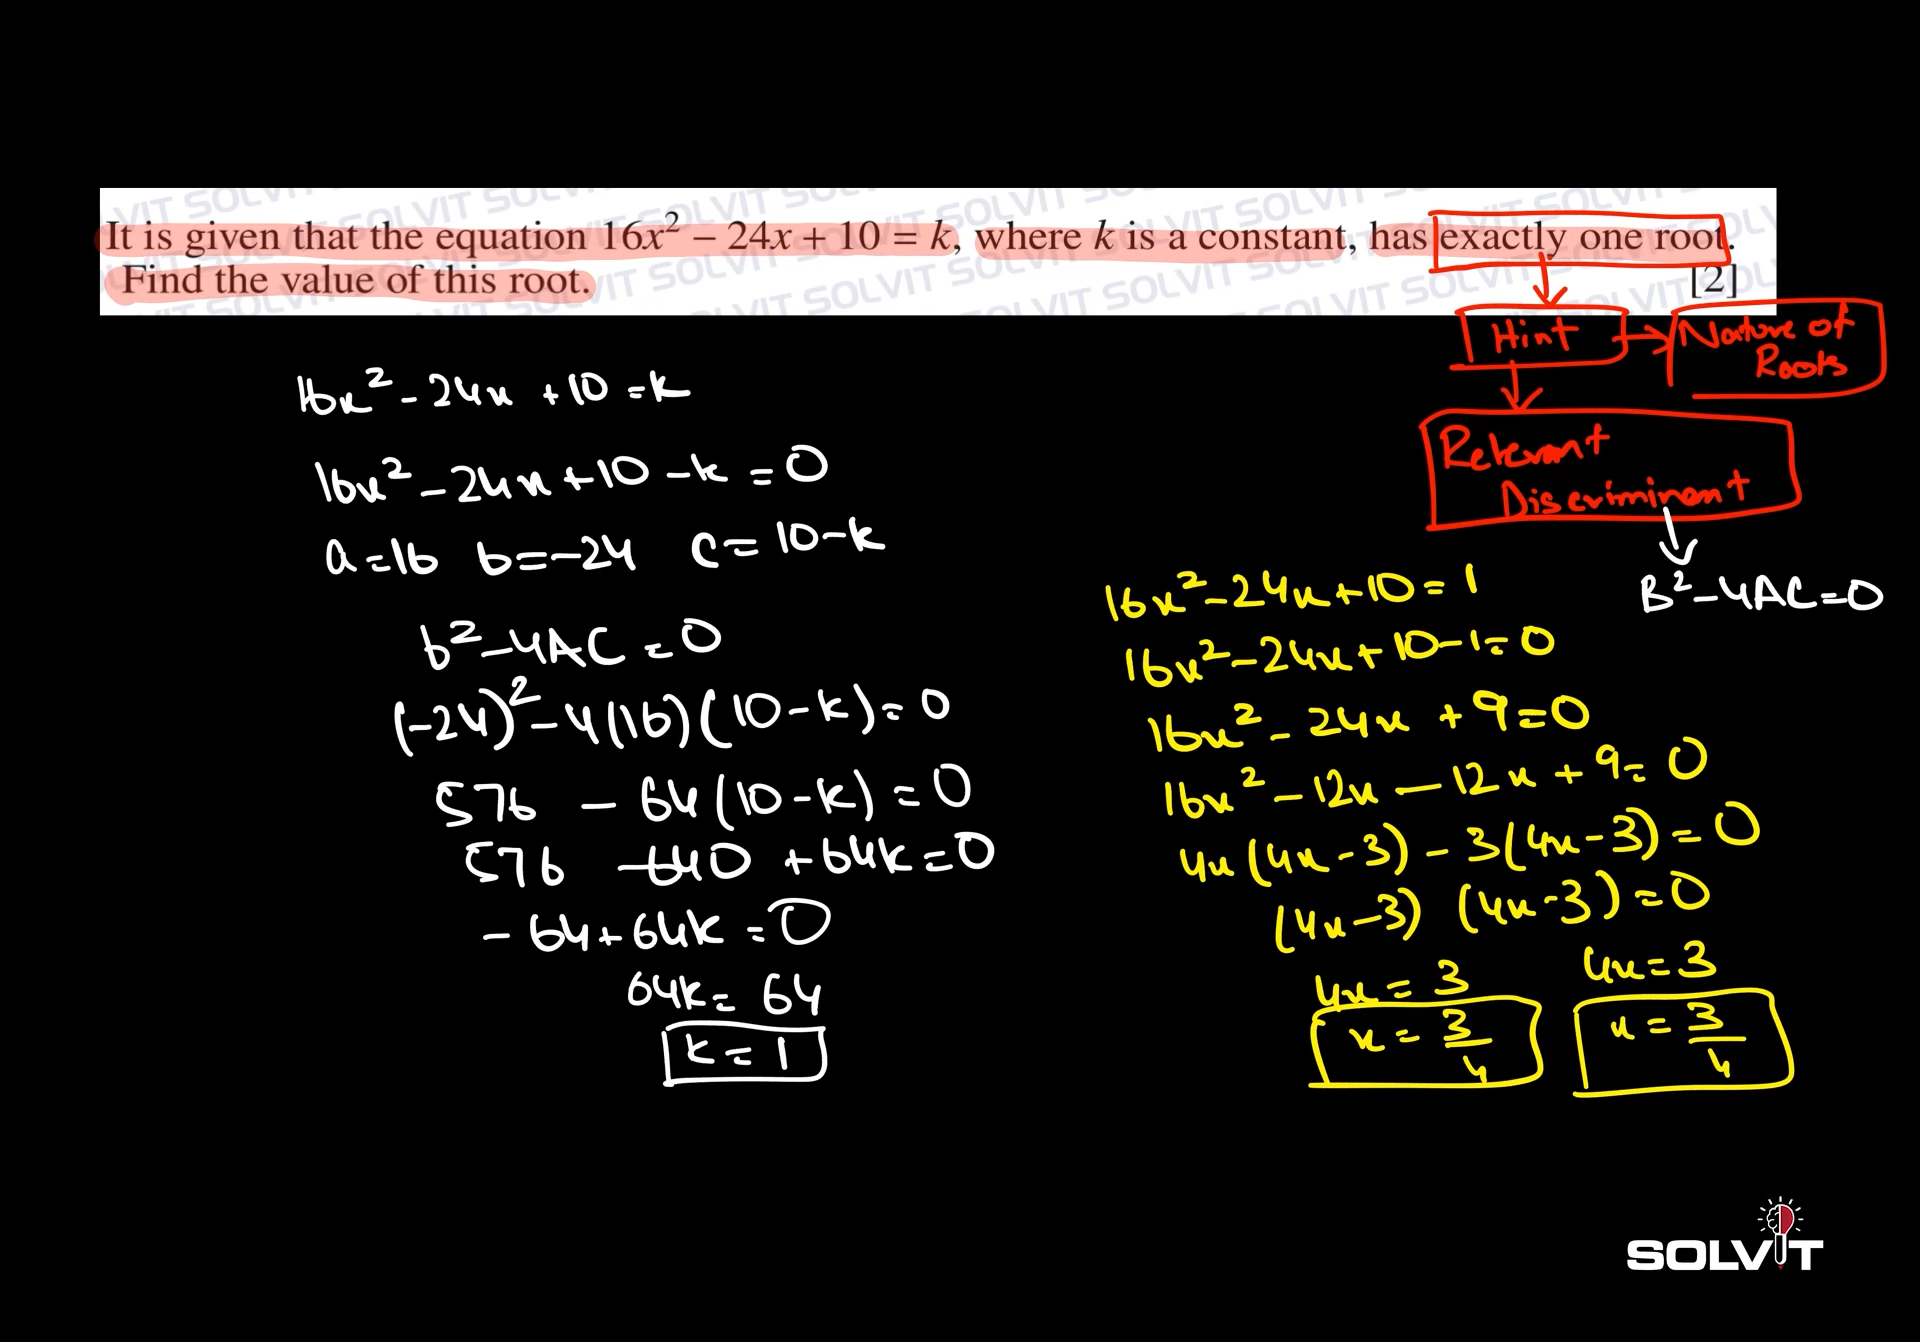 It is given that the equation 16x² − 24x + 10 = k, where k is a constant, has exactly one root.
Find the value of this root. [2]
Hint → Nature of Roots
Relevant Discriminant
B²-4AC=0
16x²-24x+10=k
16x²-24x+10-k=0
a=16 b=-24 c=10-k
b²-4AC=0
(-24)²-4(16)(10-k)=0
576 - 64(10-k)=0
576 -640 +64k=0
-64+64k=0
64k=64
k=1
16x²-24x+10=1
16x²-24x+10-1=0
16x²-24x+9=0
16x²-12x-12x+9=0
4x(4x-3)-3(4x-3)=0
(4x-3)(4x-3)=0
4x=3 4x=3
x=3/4 x=3/4
SOLVIT